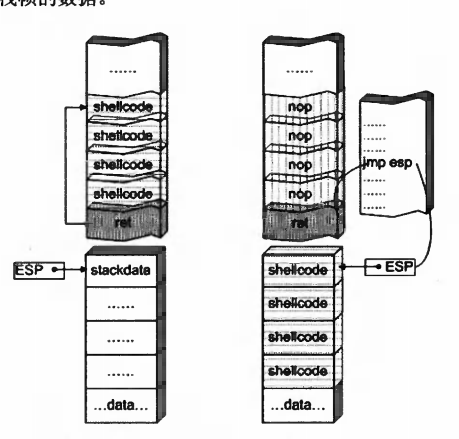 栈帧的数据。
......
shellcode
shellcode
shellcode
shellcode
ret
ESP
stackdata
......
......
......
...data...
......
nop
nop
nop
nop
ret
......
......
......
jmp esp
......
......
......
ESP
shellcode
shellcode
shellcode
shellcode
...data...